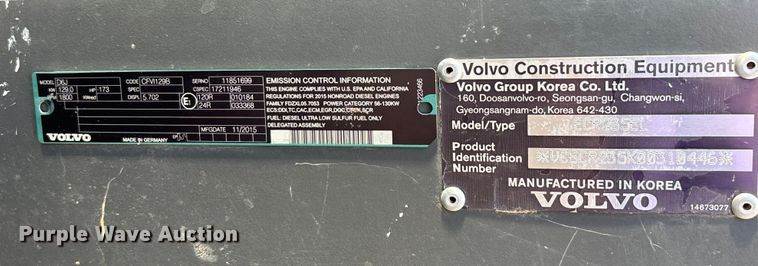 MODEL D6J CODE CFVI129B SERNO 11851699
KW 129.0 HP 173 SPEC 17211946
1800 DISPL 5.702 E1 120R 010184
24R 033368
MFGDATE 11/2015
VOLVO
MADE IN GERMANY
EMISSION CONTROL INFORMATION
THIS ENGINE COMPLIES WITH U.S. EPA AND CALIFORNIA
REGULATIONS FOR 2015 NONROAD DIESEL ENGINES
FAMILY FDZXL05.7053 POWER CATEGORY 56-130KW
FUEL: DIESEL ULTRA LOW SULFUR FUEL ONLY
DELEGATED ASSEMBLY
Volvo Construction Equipment
Volvo Group Korea Co. Ltd.
160, Doosanvolvo-ro, Seongsan-gu, Changwon-si,
Gyeongsangnam-do, Korea 642-430
Model/Type
Product
Identification
Number
MANUFACTURED IN KOREA
VOLVO
14673077
Purple Wave Auction